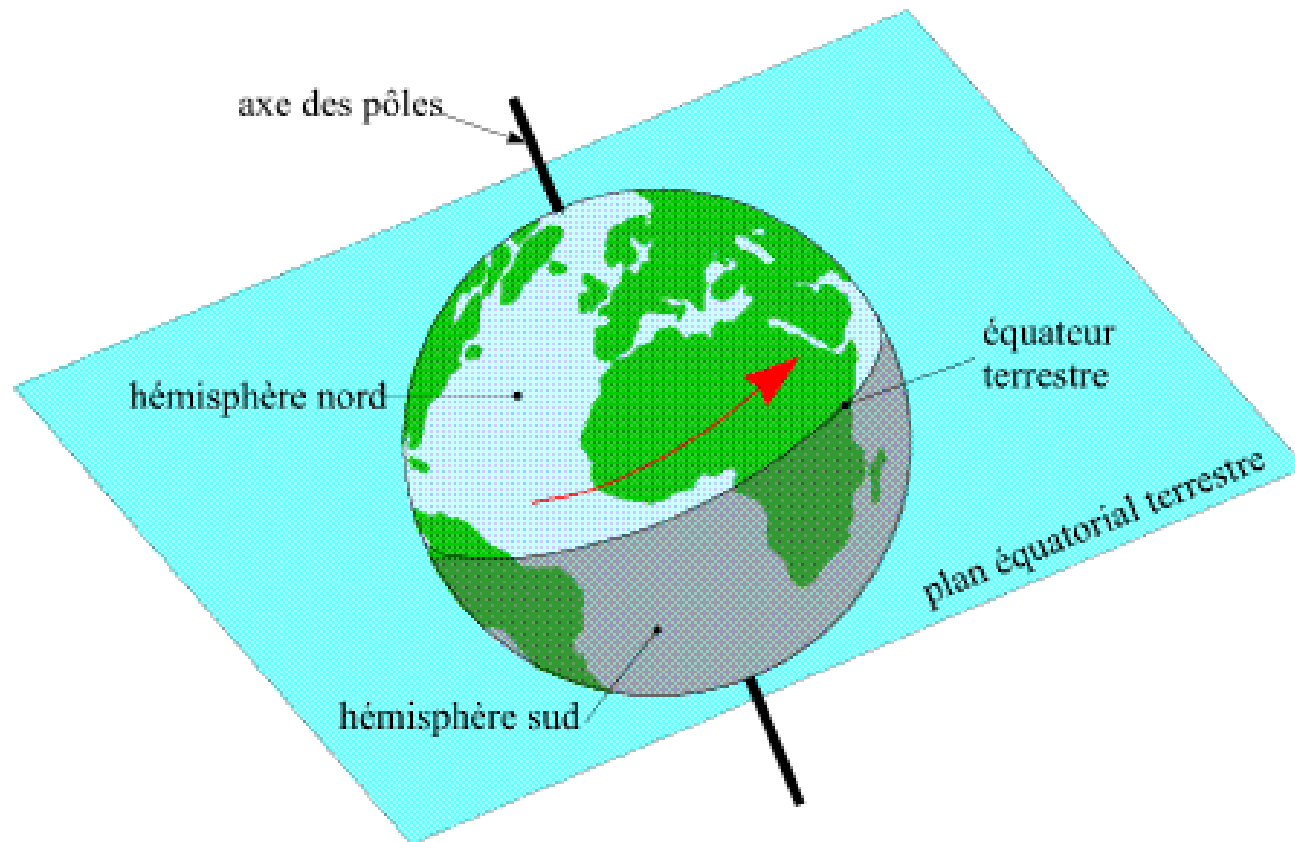 axe des pôles
hémisphère nord
équateur
terrestre
plan équatorial terrestre
hémisphère sud